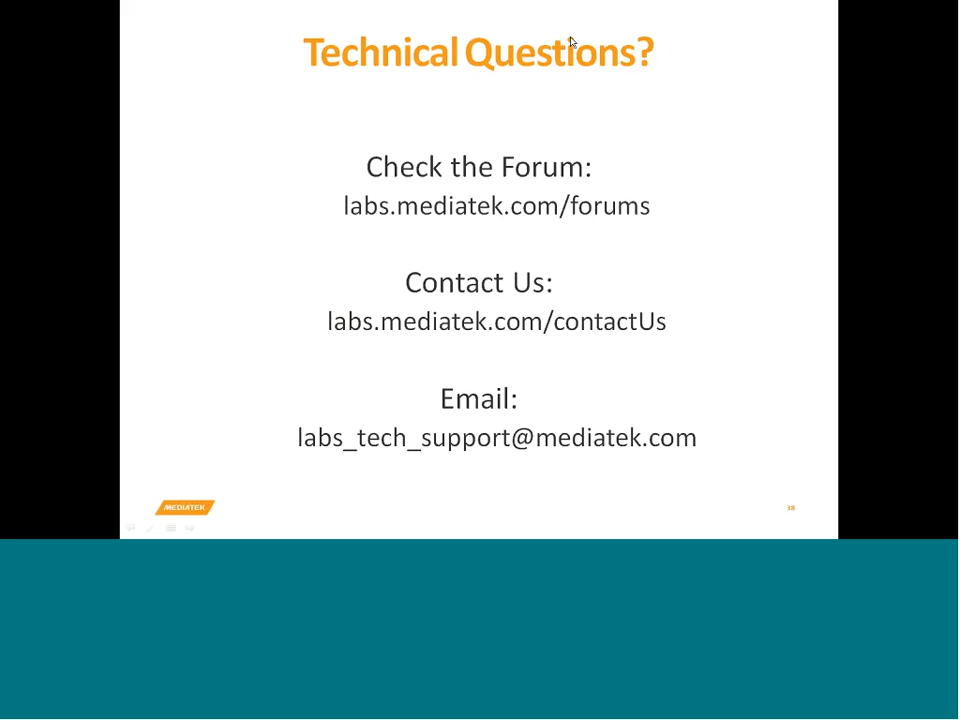 Technical Questions?
Check the Forum:
labs.mediatek.com/forums
Contact Us:
labs.mediatek.com/contactUs
Email:
labs_tech_support@mediatek.com
MEDIATEK
38